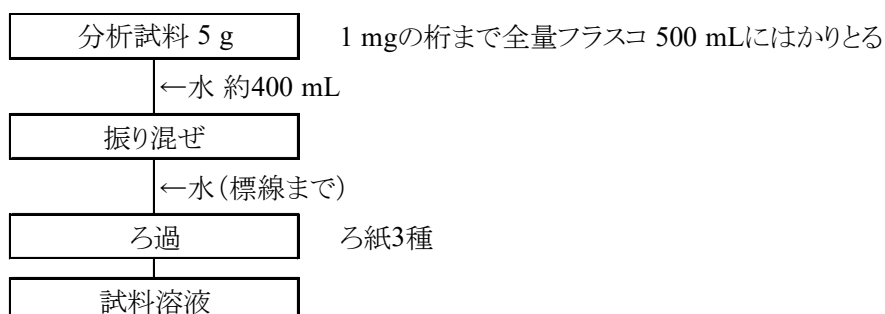 分析試料 5 g 1 mgの桁まで全量フラスコ 500 mLにはかりとる
←水 約400 mL
振り混ぜ
←水(標線まで)
ろ過 ろ紙3種
試料溶液